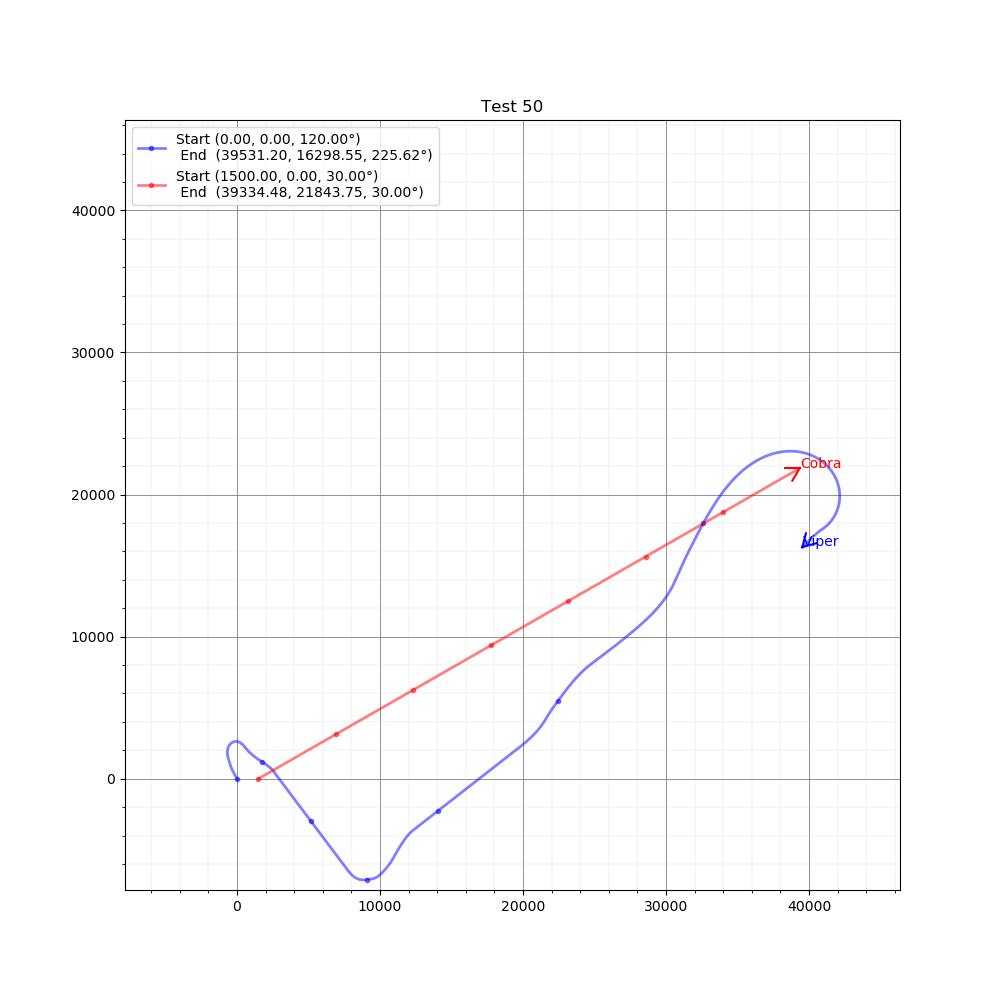 Test 50
Start (0.00, 0.00, 120.00°)
End (39531.20, 16298.55, 225.62°)
Start (1500.00, 0.00, 30.00°)
End (39334.48, 21843.75, 30.00°)
40000
30000
20000
10000
0
Cobra
Viper
0 10000 20000 30000 40000